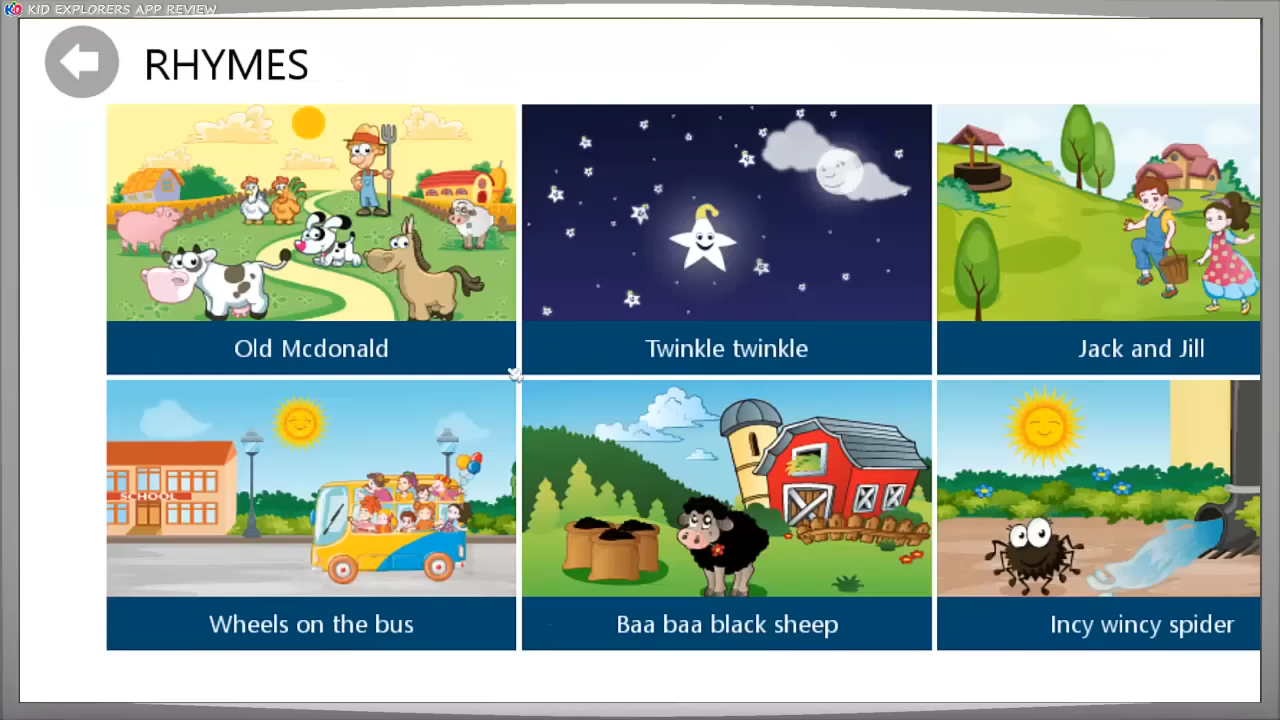 KID EXPLORERS APP REVIEW
RHYMES
Old Mcdonald
Twinkle twinkle
Jack and Jill
SCHOOL
Wheels on the bus
Baa baa black sheep
Incy wincy spider